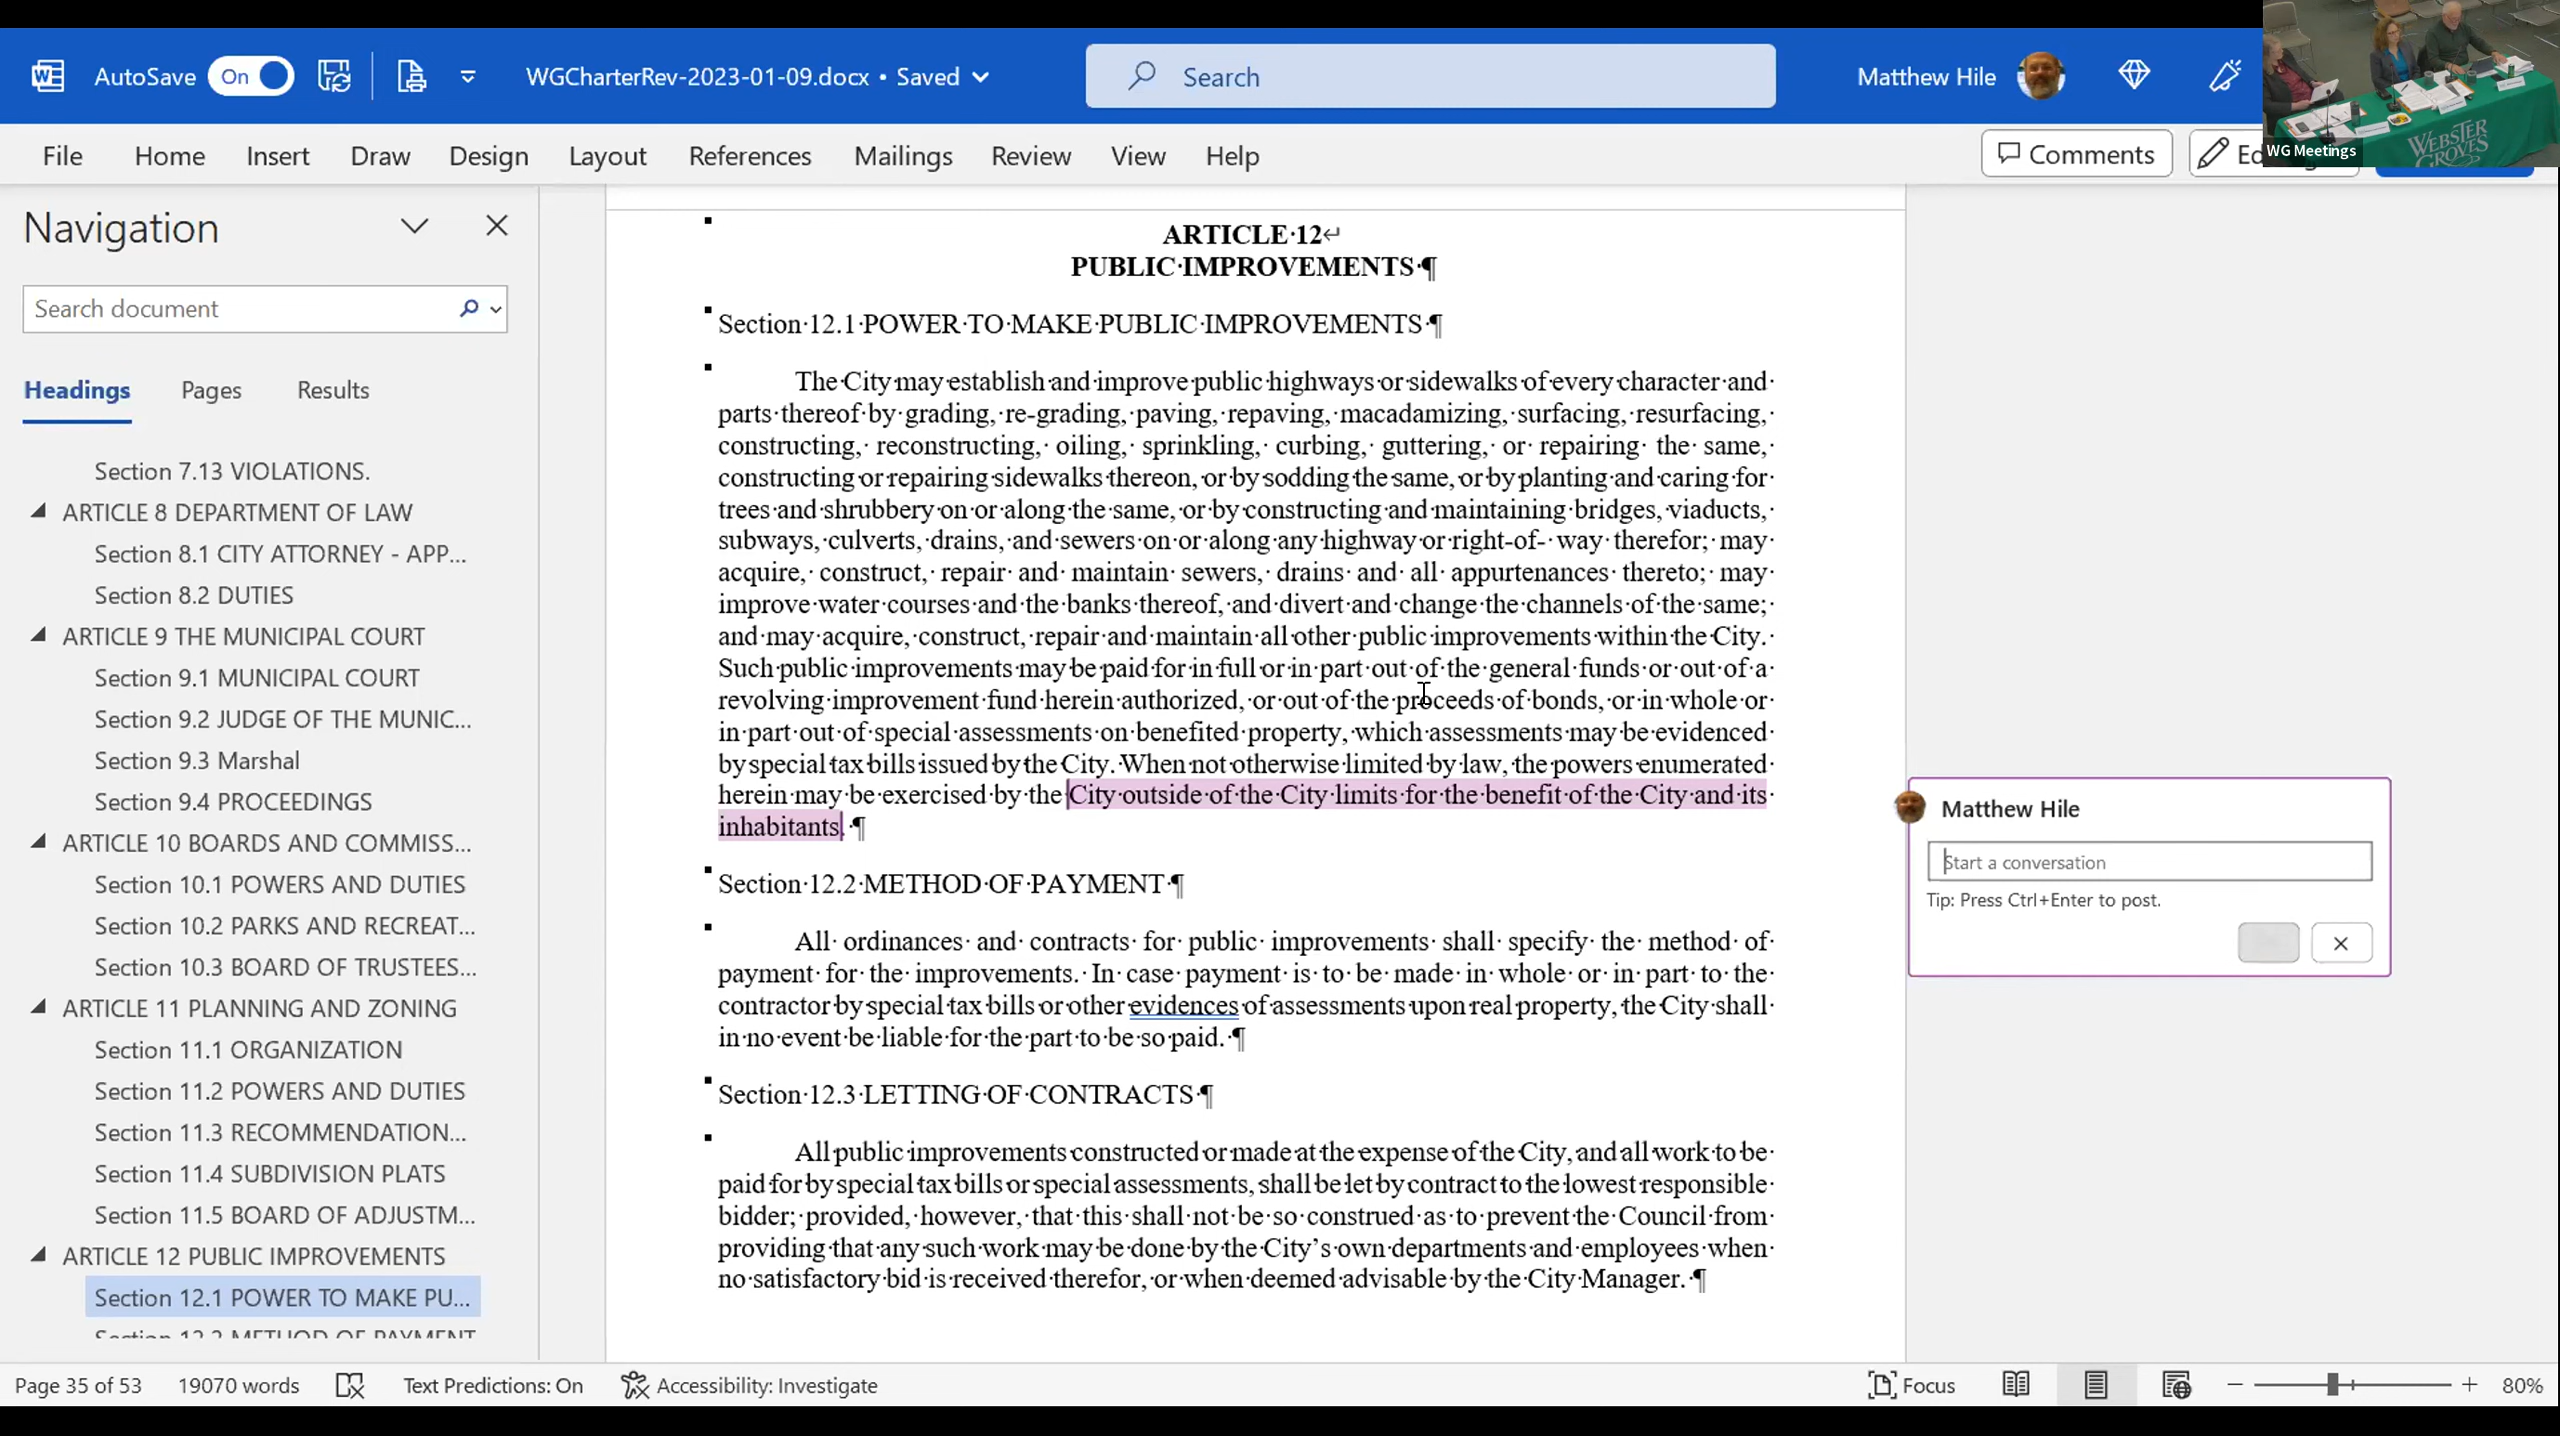 AutoSave On WGCharterRev-2023-01-09.docx • Saved Search Matthew Hile
WG Meetings
WEBSTER GROVES
File Home Insert Draw Design Layout References Mailings Review View Help Comments
Navigation
Search document
Headings Pages Results
Section 7.13 VIOLATIONS.
ARTICLE 8 DEPARTMENT OF LAW
Section 8.1 CITY ATTORNEY - APP...
Section 8.2 DUTIES
ARTICLE 9 THE MUNICIPAL COURT
Section 9.1 MUNICIPAL COURT
Section 9.2 JUDGE OF THE MUNIC...
Section 9.3 Marshal
Section 9.4 PROCEEDINGS
ARTICLE 10 BOARDS AND COMMISS...
Section 10.1 POWERS AND DUTIES
Section 10.2 PARKS AND RECREAT...
Section 10.3 BOARD OF TRUSTEES...
ARTICLE 11 PLANNING AND ZONING
Section 11.1 ORGANIZATION
Section 11.2 POWERS AND DUTIES
Section 11.3 RECOMMENDATION...
Section 11.4 SUBDIVISION PLATS
Section 11.5 BOARD OF ADJUSTM...
ARTICLE 12 PUBLIC IMPROVEMENTS
Section 12.1 POWER TO MAKE PU...
Section 12.2 METHOD OF PAYMENT
ARTICLE 12
PUBLIC IMPROVEMENTS
Section 12.1 POWER TO MAKE PUBLIC IMPROVEMENTS
The City may establish and improve public highways or sidewalks of every character and
parts thereof by grading, re-grading, paving, repaving, macadamizing, surfacing, resurfacing,
constructing, reconstructing, oiling, sprinkling, curbing, guttering, or repairing the same,
constructing or repairing sidewalks thereon, or by sodding the same, or by planting and caring for
trees and shrubbery on or along the same, or by constructing and maintaining bridges, viaducts,
subways, culverts, drains, and sewers on or along any highway or right-of- way therefor; may
acquire, construct, repair and maintain sewers, drains and all appurtenances thereto; may
improve water courses and the banks thereof, and divert and change the channels of the same;
and may acquire, construct, repair and maintain all other public improvements within the City.
Such public improvements may be paid for in full or in part out of the general funds or out of a
revolving improvement fund herein authorized, or out of the proceeds of bonds, or in whole or
in part out of special assessments on benefited property, which assessments may be evidenced
by special tax bills issued by the City. When not otherwise limited by law, the powers enumerated
herein may be exercised by the City outside of the City limits for the benefit of the City and its
inhabitants.
Section 12.2 METHOD OF PAYMENT
All ordinances and contracts for public improvements shall specify the method of
payment for the improvements. In case payment is to be made in whole or in part to the
contractor by special tax bills or other evidences of assessments upon real property, the City shall
in no event be liable for the part to be so paid.
Section 12.3 LETTING OF CONTRACTS
All public improvements constructed or made at the expense of the City, and all work to be
paid for by special tax bills or special assessments, shall be let by contract to the lowest responsible
bidder; provided, however, that this shall not be so construed as to prevent the Council from
providing that any such work may be done by the City’s own departments and employees when
no satisfactory bid is received therefor, or when deemed advisable by the City Manager.
Matthew Hile
Start a conversation
Tip: Press Ctrl+Enter to post.
Page 35 of 53 19070 words Text Predictions: On Accessibility: Investigate Focus 80%